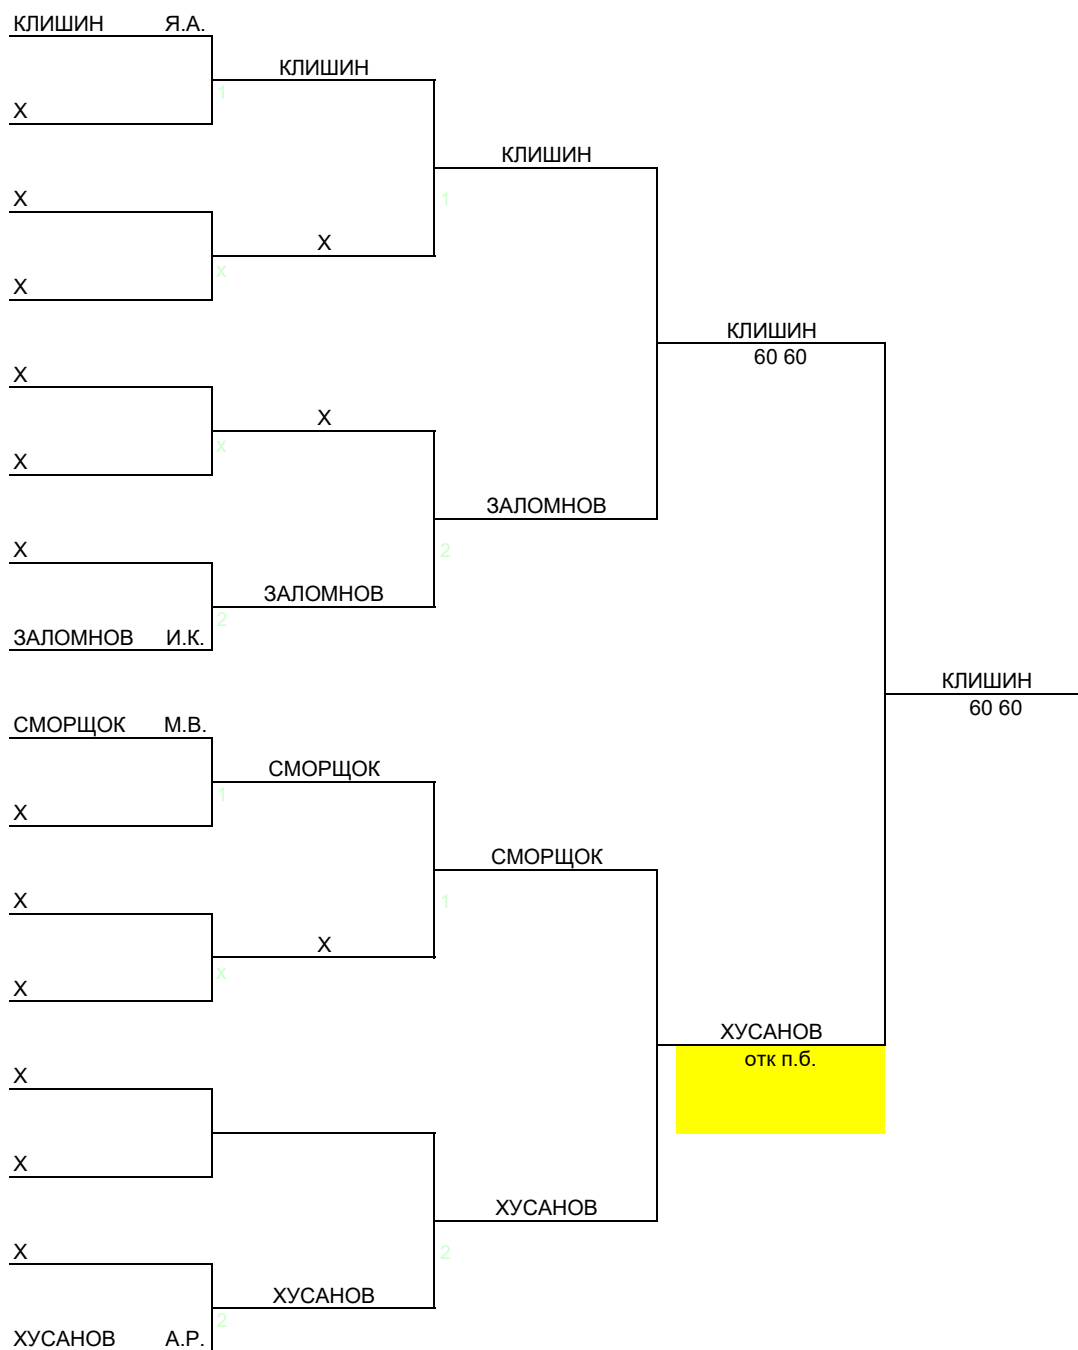 КЛИШИН Я.А.
КЛИШИН
1
Х
КЛИШИН
Х
1
Х
x
Х
КЛИШИН
60 60
Х
Х
x
Х
ЗАЛОМНОВ
Х
2
ЗАЛОМНОВ
2
ЗАЛОМНОВ И.К.
КЛИШИН
60 60
СМОРЩОК М.В.
СМОРЩОК
1
Х
СМОРЩОК
Х
1
Х
x
Х
ХУСАНОВ
отк п.б.
Х
Х
ХУСАНОВ
Х
2
ХУСАНОВ
2
ХУСАНОВ А.Р.